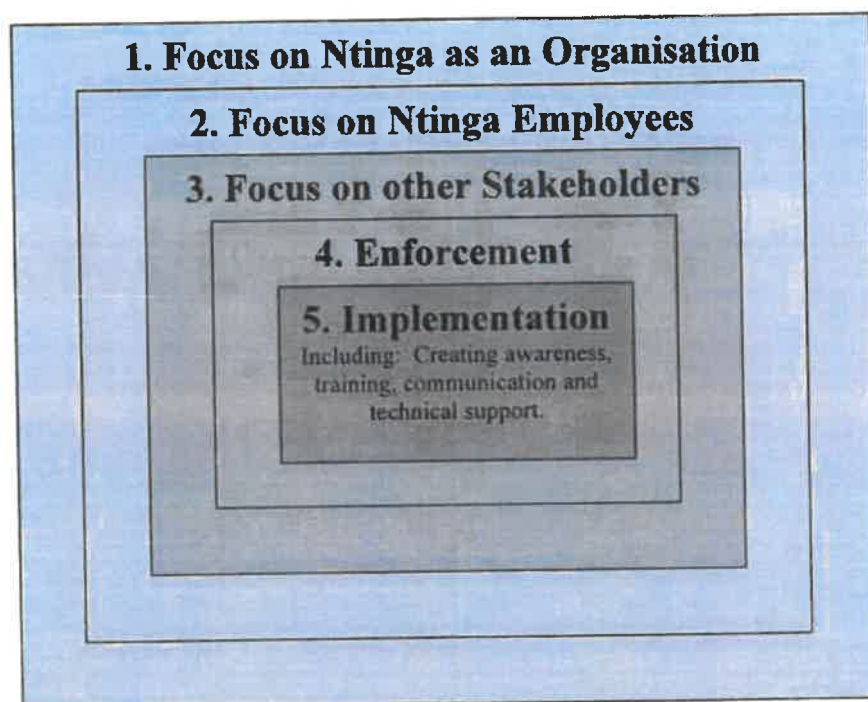 1. Focus on Ntinga as an Organisation
2. Focus on Ntinga Employees
3. Focus on other Stakeholders
4. Enforcement
5. Implementation
Including: Creating awareness,
training, communication and
technical support.